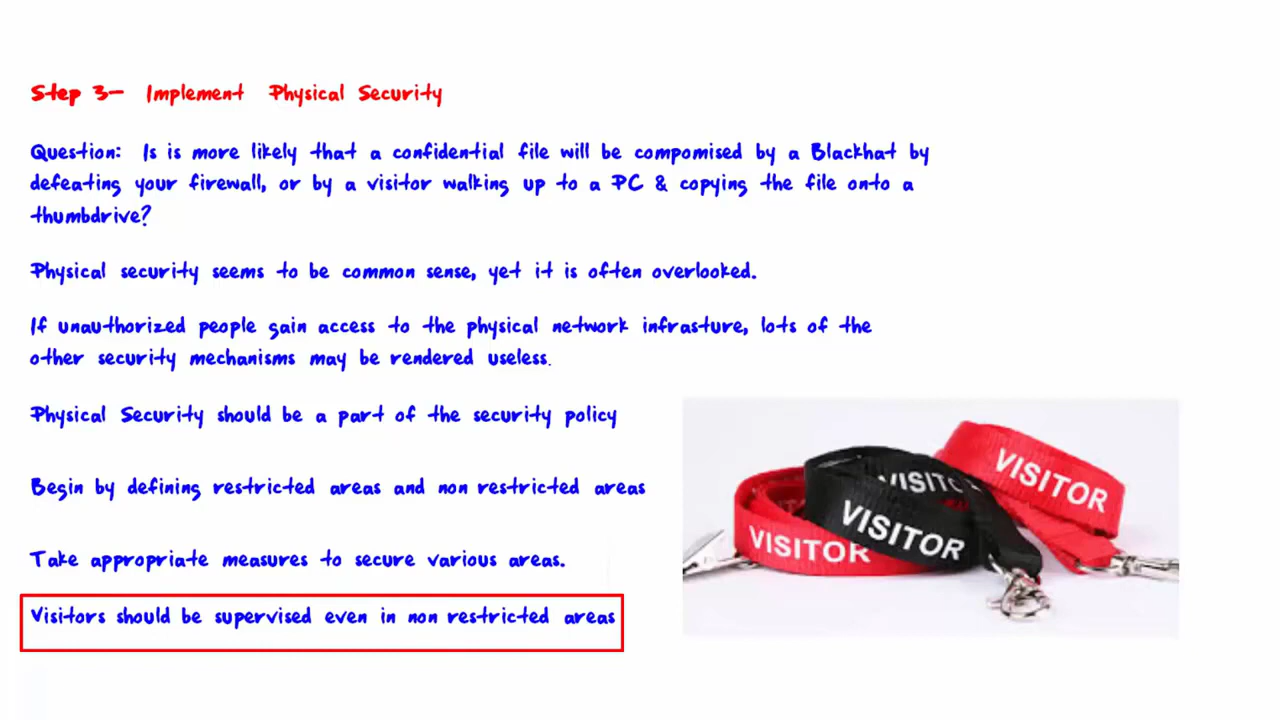 Step 3- Implement Physical Security
Question: Is is more likely that a confidential file will be compomised by a Blackhat by
defeating your firewall, or by a visitor walking up to a PC & copying the file onto a
thumbdrive?
Physical security seems to be common sense, yet it is often overlooked.
If unauthorized people gain access to the physical network infrasture, lots of the
other security mechanisms may be rendered useless.
Physical Security should be a part of the security policy
Begin by defining restricted areas and non restricted areas
Take appropriate measures to secure various areas.
Visitors should be supervised even in non restricted areas
VISITOR
VISITO
VISITOR
VISITOR